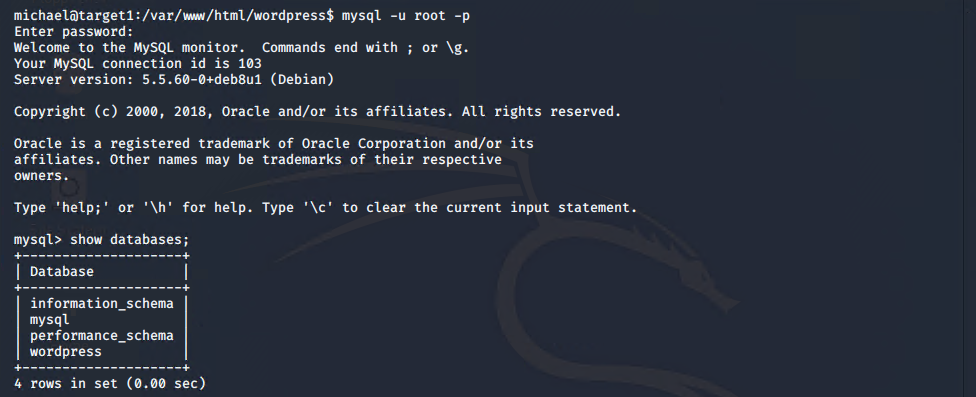 michael@target1:/var/www/html/wordpress$ mysql -u root -p
Enter password:
Welcome to the MySQL monitor.  Commands end with ; or \g.
Your MySQL connection id is 103
Server version: 5.5.60-0+deb8u1 (Debian)
Copyright (c) 2000, 2018, Oracle and/or its affiliates. All rights reserved.
Oracle is a registered trademark of Oracle Corporation and/or its
affiliates. Other names may be trademarks of their respective
owners.
Type 'help;' or '\h' for help. Type '\c' to clear the current input statement.
mysql> show databases;
+--------------------+
| Database           |
+--------------------+
| information_schema |
| mysql              |
| performance_schema |
| wordpress          |
+--------------------+
4 rows in set (0.00 sec)